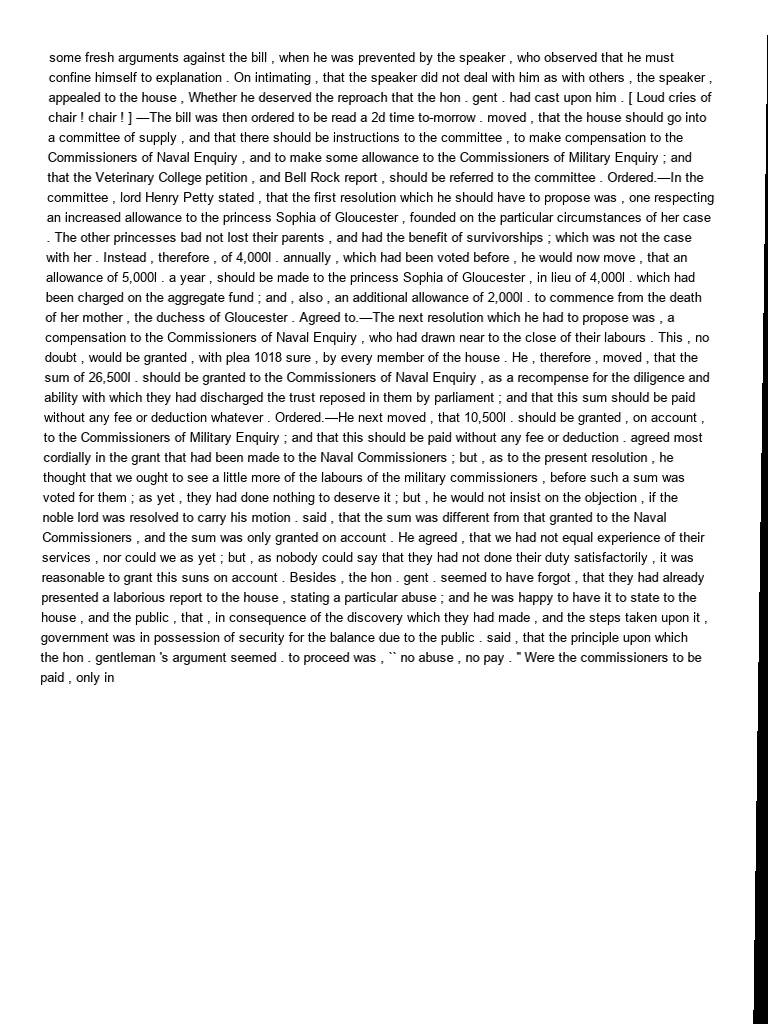 some fresh arguments against the bill , when he was prevented by the speaker , who observed that he must
confine himself to explanation . On intimating , that the speaker did not deal with him as with others , the speaker ,
appealed to the house , Whether he deserved the reproach that the hon . gent . had cast upon him . [ Loud cries of
chair ! chair ! ] —The bill was then ordered to be read a 2d time to-morrow . moved , that the house should go into
a committee of supply , and that there should be instructions to the committee , to make compensation to the
Commissioners of Naval Enquiry , and to make some allowance to the Commissioners of Military Enquiry ; and
that the Veterinary College petition , and Bell Rock report , should be referred to the committee . Ordered.—In the
committee , lord Henry Petty stated , that the first resolution which he should have to propose was , one respecting
an increased allowance to the princess Sophia of Gloucester , founded on the particular circumstances of her case
. The other princesses bad not lost their parents , and had the benefit of survivorships ; which was not the case
with her . Instead , therefore , of 4,000l . annually , which had been voted before , he would now move , that an
allowance of 5,000l . a year , should be made to the princess Sophia of Gloucester , in lieu of 4,000l . which had
been charged on the aggregate fund ; and , also , an additional allowance of 2,000l . to commence from the death
of her mother , the duchess of Gloucester . Agreed to.—The next resolution which he had to propose was , a
compensation to the Commissioners of Naval Enquiry , who had drawn near to the close of their labours . This , no
doubt , would be granted , with plea 1018 sure , by every member of the house . He , therefore , moved , that the
sum of 26,500l . should be granted to the Commissioners of Naval Enquiry , as a recompense for the diligence and
ability with which they had discharged the trust reposed in them by parliament ; and that this sum should be paid
without any fee or deduction whatever . Ordered.—He next moved , that 10,500l . should be granted , on account ,
to the Commissioners of Military Enquiry ; and that this should be paid without any fee or deduction . agreed most
cordially in the grant that had been made to the Naval Commissioners ; but , as to the present resolution , he
thought that we ought to see a little more of the labours of the military commissioners , before such a sum was
voted for them ; as yet , they had done nothing to deserve it ; but , he would not insist on the objection , if the
noble lord was resolved to carry his motion . said , that the sum was different from that granted to the Naval
Commissioners , and the sum was only granted on account . He agreed , that we had not equal experience of their
services , nor could we as yet ; but , as nobody could say that they had not done their duty satisfactorily , it was
reasonable to grant this suns on account . Besides , the hon . gent . seemed to have forgot , that they had already
presented a laborious report to the house , stating a particular abuse ; and he was happy to have it to state to the
house , and the public , that , in consequence of the discovery which they had made , and the steps taken upon it ,
government was in possession of security for the balance due to the public . said , that the principle upon which
the hon . gentleman 's argument seemed . to proceed was , `` no abuse , no pay . " Were the commissioners to be
paid , only in